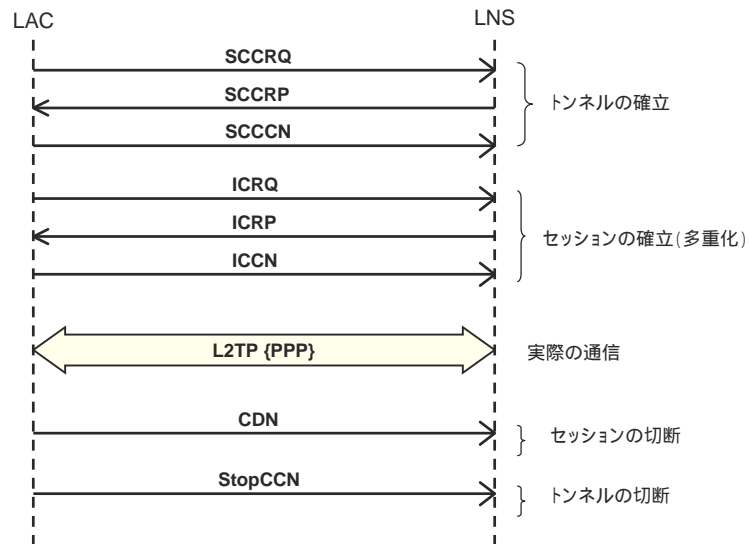 LAC
LNS
SCCRQ
SCCRP
トンネルの確立
SCCCN
ICRQ
ICRP
セッションの確立(多重化)
ICCN
L2TP {PPP}
実際の通信
CDN
セッションの切断
StopCCN
トンネルの切断